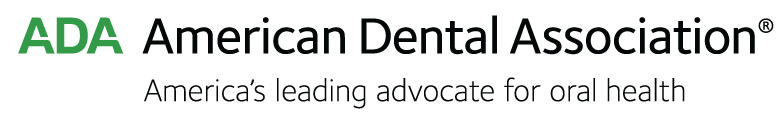 ADA American Dental Association®
America's leading advocate for oral health